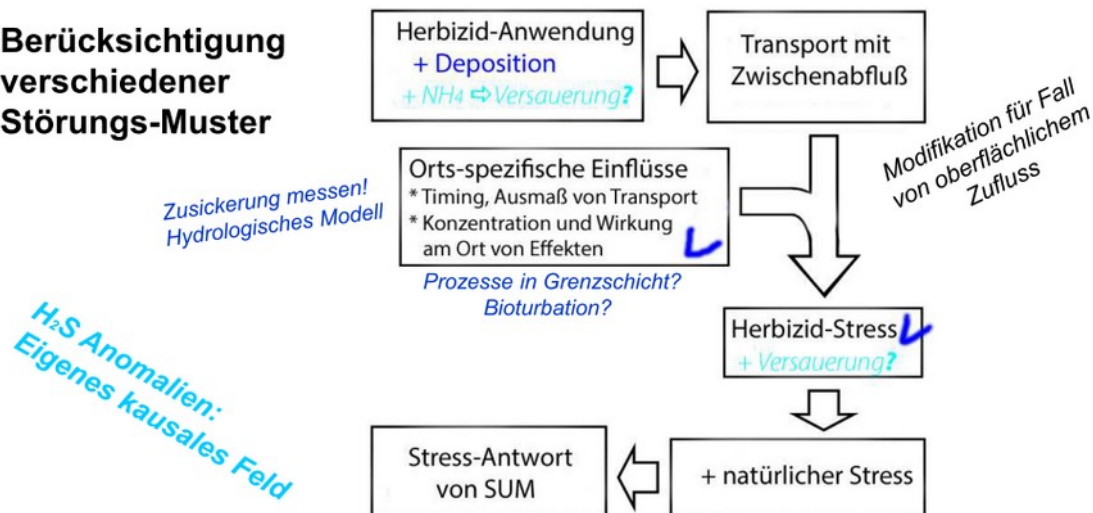 Berücksichtigung
verschiedener
Störungs-Muster
Herbizid-Anwendung
+ Deposition
+ NH₄ ⇨ Versauerung?
Transport mit
Zwischenabfluß
Modifikation für Fall
von oberflächlichem
Zufluss
Orts-spezifische Einflüsse
* Timing, Ausmaß von Transport
* Konzentration und Wirkung
am Ort von Effekten
Zusickerung messen!
Hydrologisches Modell
Prozesse in Grenzschicht?
Bioturbation?
Herbizid-Stress
+ Versauerung?
H₂S Anomalien:
Eigenes kausales Feld
+ natürlicher Stress
Stress-Antwort
von SUM